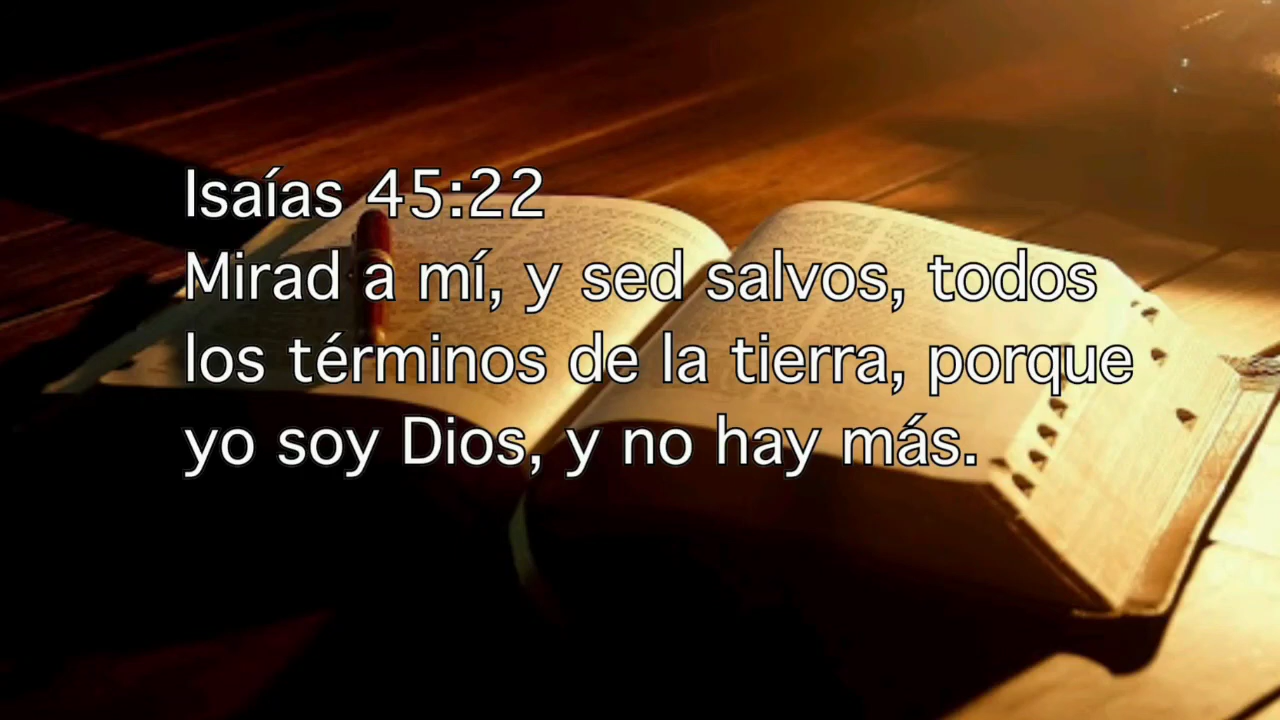 Isaías 45:22
Mirad a mí, y sed salvos, todos
los términos de la tierra, porque
yo soy Dios, y no hay más.